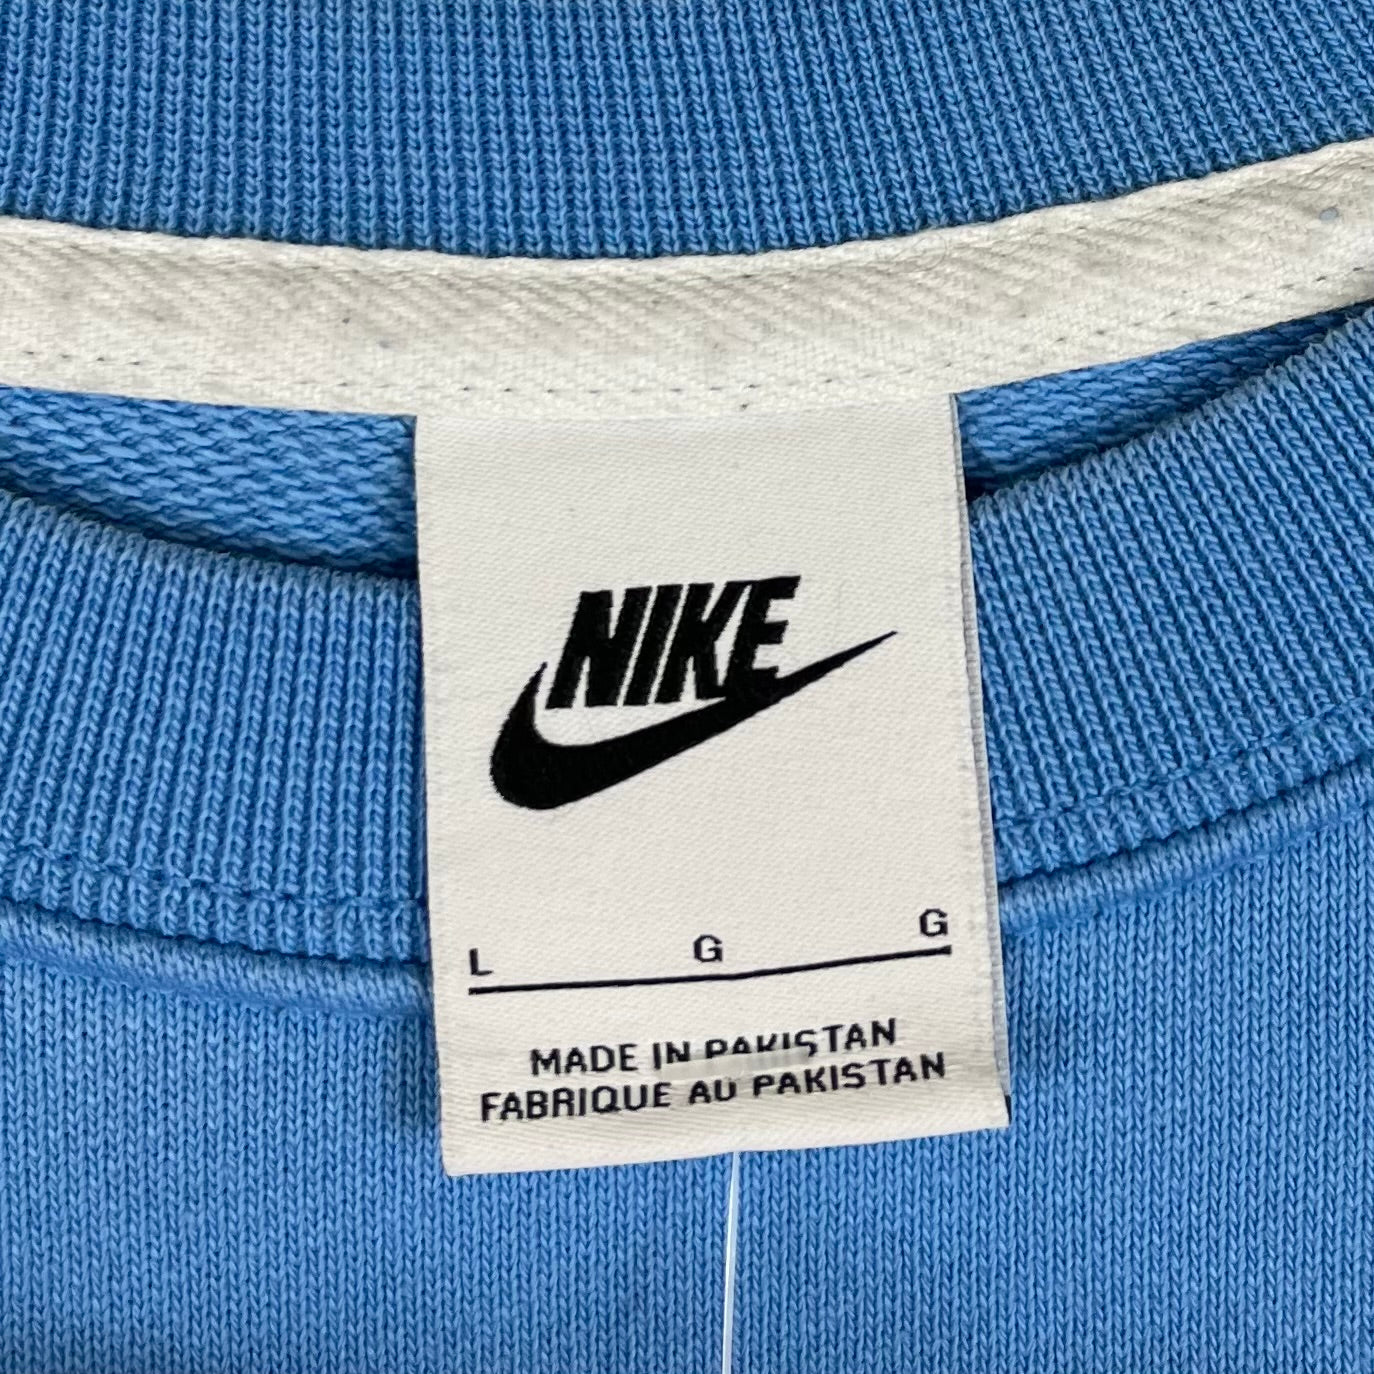 NIKE
L G G
MADE IN PAKISTAN
FABRIQUE AU PAKISTAN